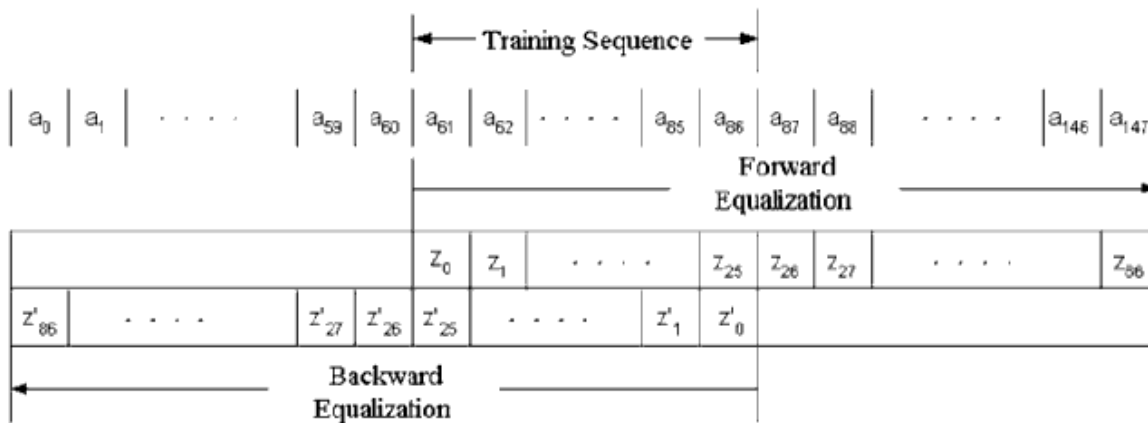 Training Sequence
a₀ a₁ · · · · a₅₉ a₆₀ a₆₁ a₆₂ · · · · a₈₅ a₈₆ a₈₇ a₈₈ · · · · a₁₄₆ a₁₄₇
Forward
Equalization
z₀ z₁ · · · · z₂₅ z₂₆ z₂₇ · · · · z₈₆
z'₈₆ · · · · z'₂₇ z'₂₆ z'₂₅ · · · · z'₁ z'₀
Backward
Equalization